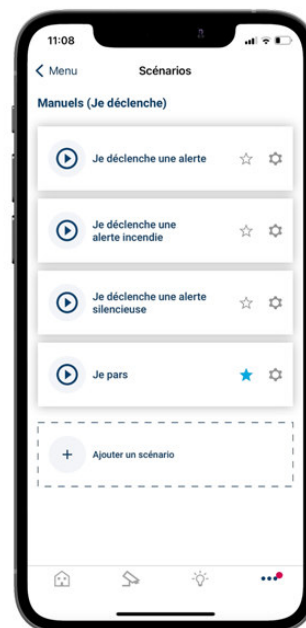 11:08
Menu
Scénarios
Manuels (Je déclenche)
Je déclenche une alerte
Je déclenche une
alerte incendie
Je déclenche une alerte
silencieuse
Je pars
Ajouter un scénario